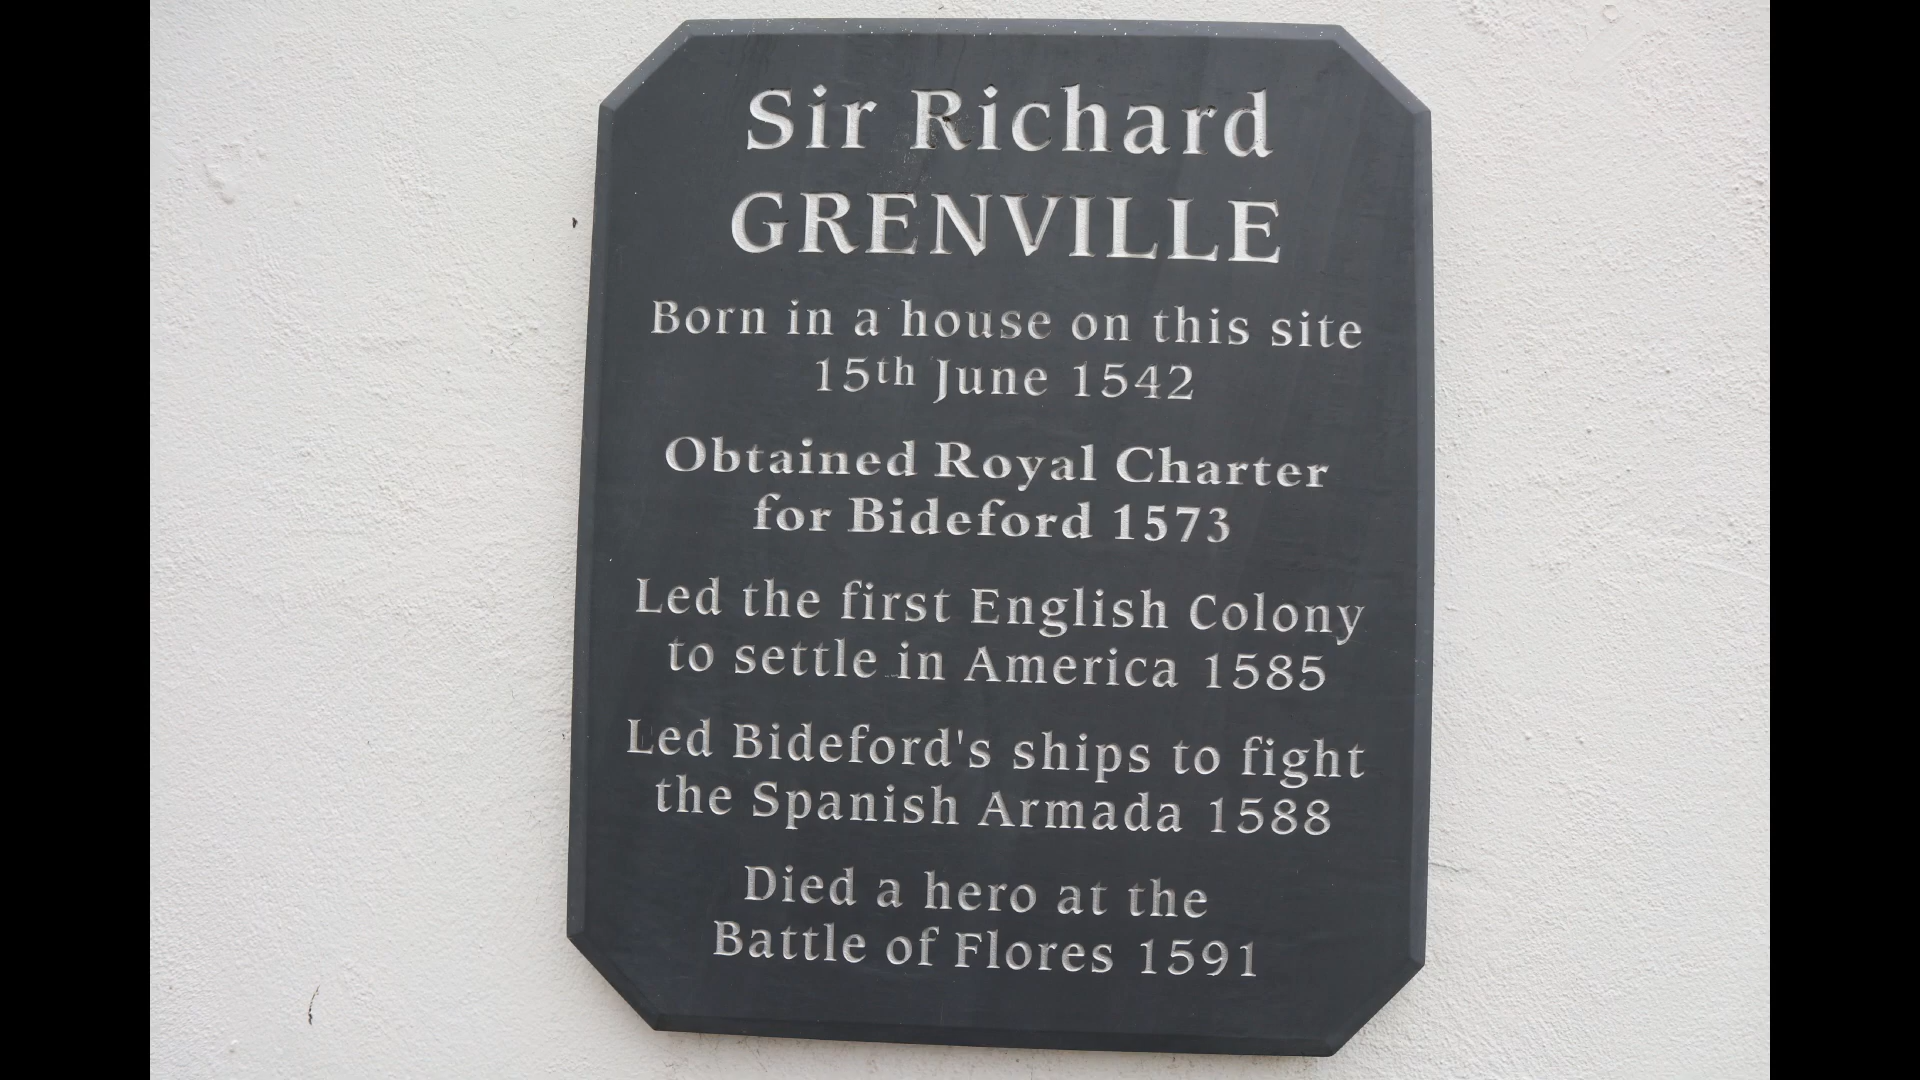 Sir Richard
GRENVILLE
Born in a house on this site
15th June 1542
Obtained Royal Charter
for Bideford 1573
Led the first English Colony
to settle in America 1585
Led Bideford's ships to fight
the Spanish Armada 1588
Died a hero at the
Battle of Flores 1591